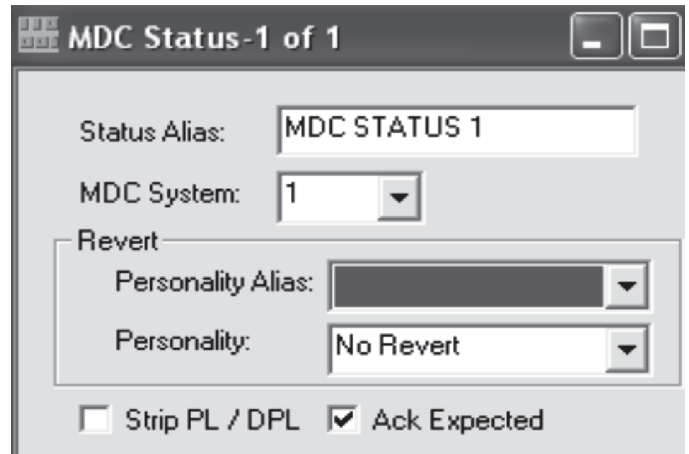 MDC Status-1 of 1
Status Alias: MDC STATUS 1
MDC System: 1
Revert
Personality Alias:
Personality: No Revert
Strip PL / DPL Ack Expected